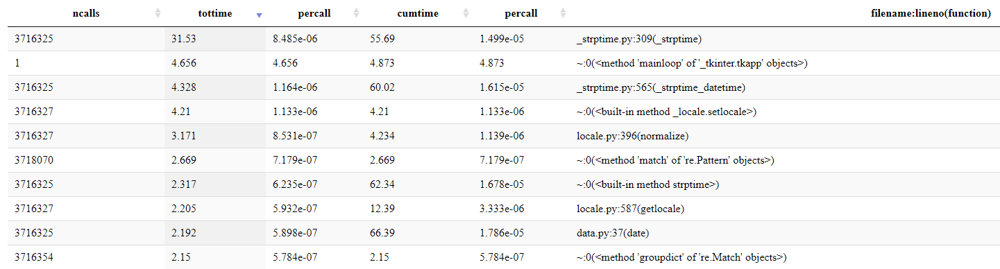 ncalls tottime percall cumtime percall filename:lineno(function)
3716325 31.53 8.485e-06 55.69 1.499e-05 _strptime.py:309(_strptime)
1 4.656 4.656 4.873 4.873 ~:0(<method 'mainloop' of '_tkinter.tkapp' objects>)
3716325 4.328 1.164e-06 60.02 1.615e-05 _strptime.py:565(_strptime_datetime)
3716327 4.21 1.133e-06 4.21 1.133e-06 ~:0(<built-in method _locale.setlocale>)
3716327 3.171 8.531e-07 4.234 1.139e-06 locale.py:396(normalize)
3718070 2.669 7.179e-07 2.669 7.179e-07 ~:0(<method 'match' of 're.Pattern' objects>)
3716325 2.317 6.235e-07 62.34 1.678e-05 ~:0(<built-in method strptime>)
3716327 2.205 5.932e-07 12.39 3.333e-06 locale.py:587(getlocale)
3716325 2.192 5.898e-07 66.39 1.786e-05 data.py:37(date)
3716354 2.15 5.784e-07 2.15 5.784e-07 ~:0(<method 'groupdict' of 're.Match' objects>)